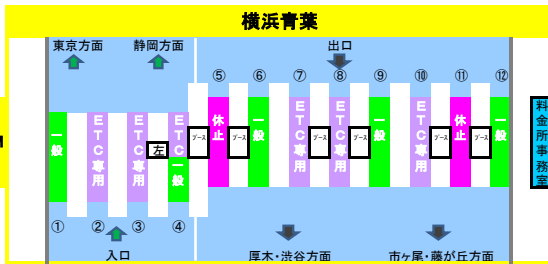 横浜青葉
東京方面 静岡方面 出口
⑤ ⑥ ⑦ ⑧ ⑨ ⑩ ⑪ ⑫
一般
ETC専用
ETC専用
左
ETC
一般
ブース
休止
ブース
一般
ETC専用
ブース
ETC専用
ブース
一般
ETC専用
ブース
休止
ブース
一般
料金所事務室
① ② ③ ④
入口 厚木・渋谷方面 市ヶ尾・藤が丘方面